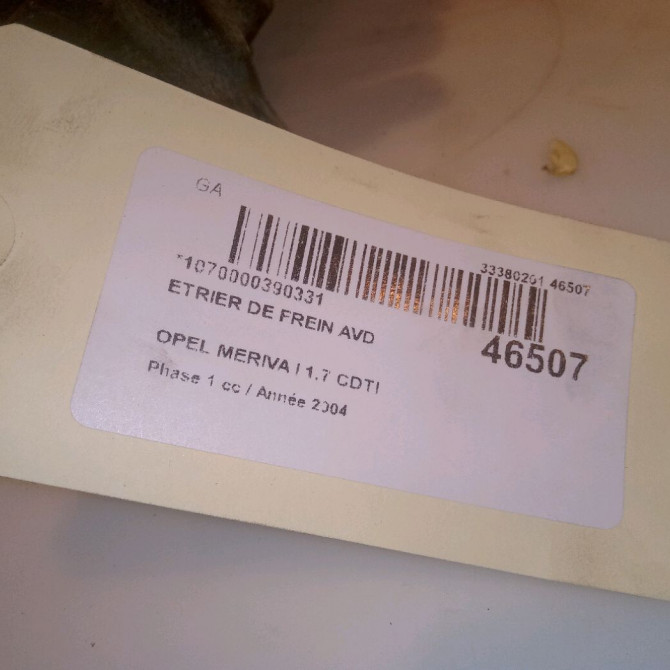 GA
33380201 46507
*1070000390331
ETRIER DE FREIN AVD
46507
OPEL MERIVA I 1.7 CDTI
Phase 1 cc / Année 2004